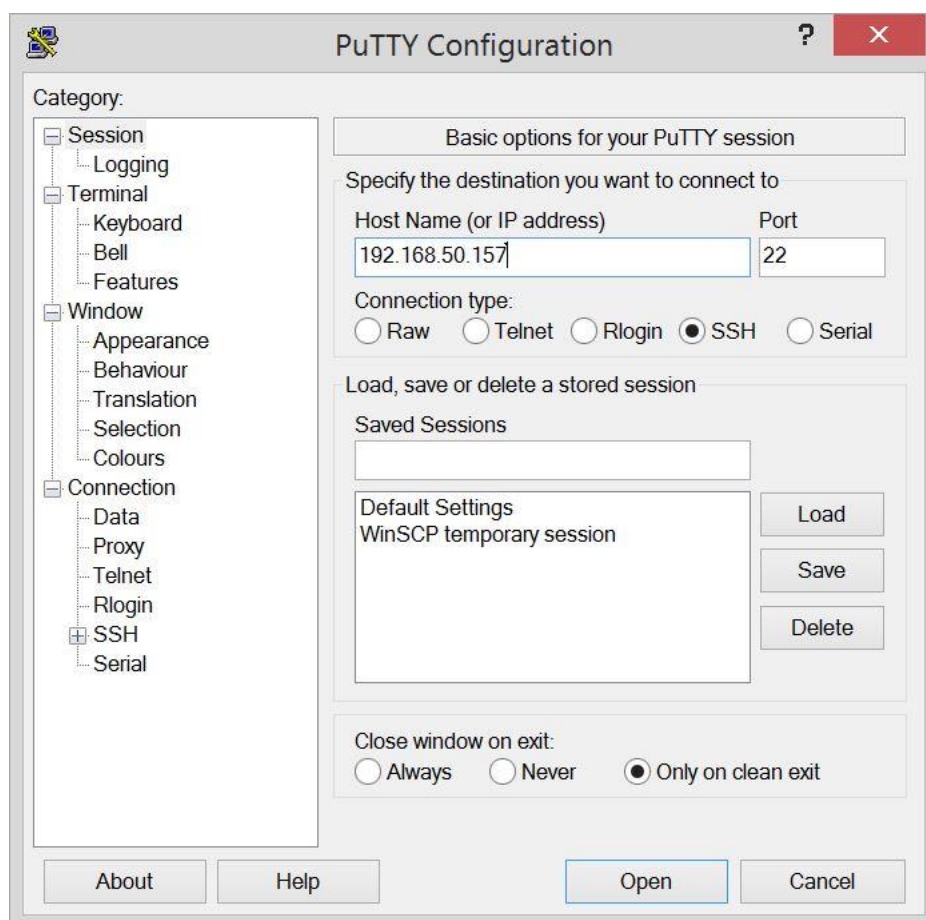 PuTTY Configuration
?
Category:
Session
Logging
Terminal
Keyboard
Bell
Features
Window
Appearance
Behaviour
Translation
Selection
Colours
Connection
Data
Proxy
Telnet
Rlogin
SSH
Serial
Basic options for your PuTTY session
Specify the destination you want to connect to
Host Name (or IP address) Port
192.168.50.157 22
Connection type:
Raw Telnet Rlogin SSH Serial
Load, save or delete a stored session
Saved Sessions
Default Settings
WinSCP temporary session
Load
Save
Delete
Close window on exit:
Always Never Only on clean exit
About Help Open Cancel